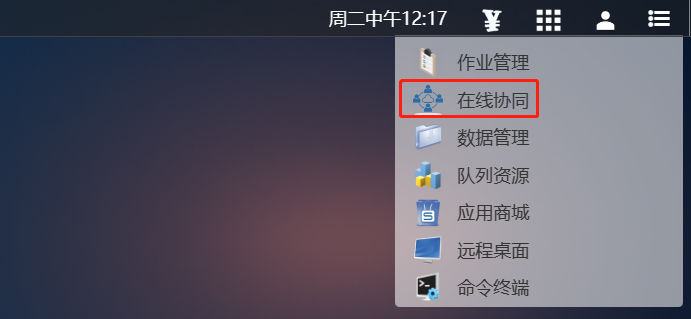 周二中午12:17
作业管理
在线协同
数据管理
队列资源
应用商城
远程桌面
命令终端